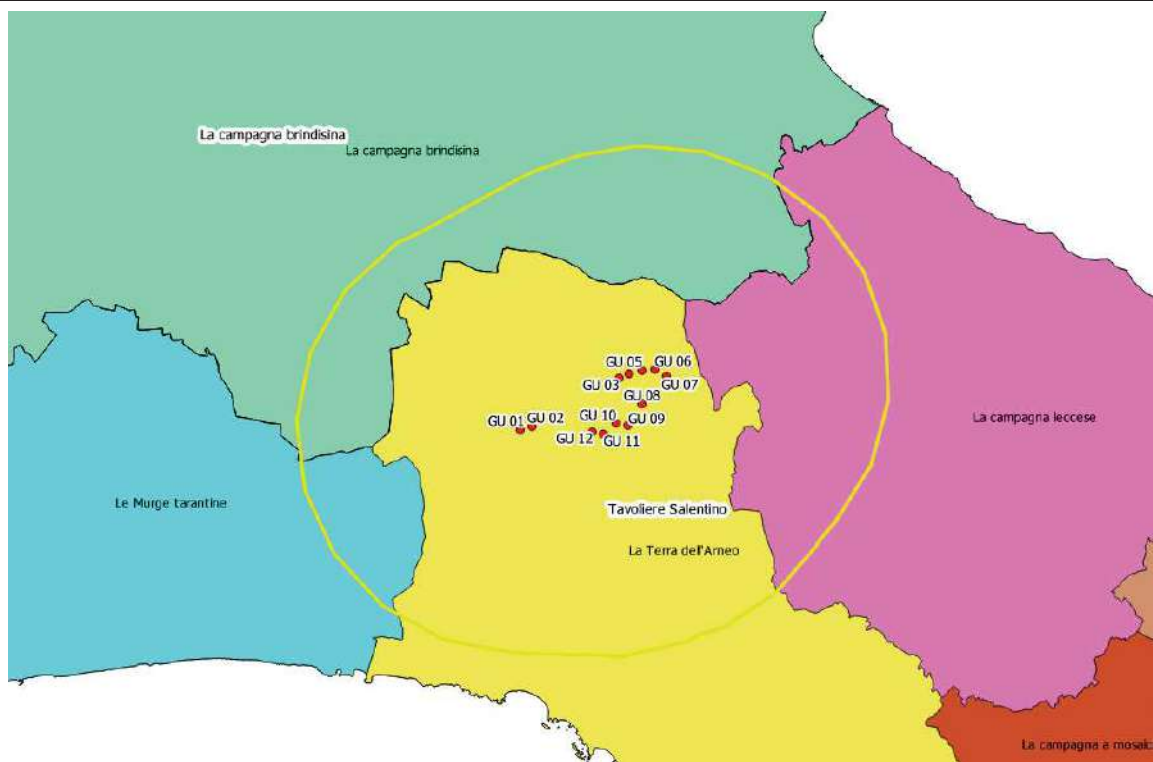 La campagna brindisina
La campagna brindisina
GU 05
GU 06
GU 03
GU 07
GU 08
GU 01
GU 02
GU 10
GU 09
GU 12
GU 11
La campagna leccese
Le Murge tarantine
Tavoliere Salentino
La Terra dell'Arneo
La campagna a mosaic